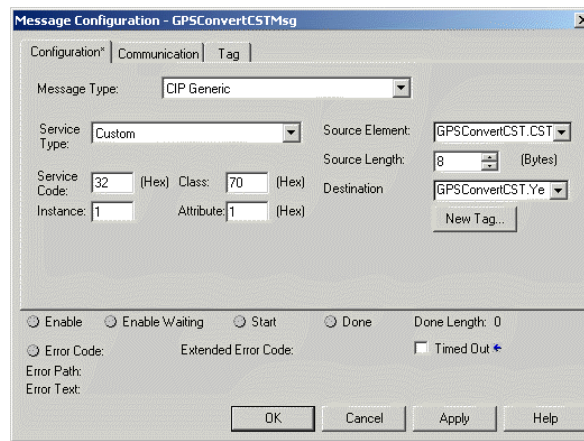 Message Configuration - GPSConvertCSTMsg
Configuration* Communication Tag
Message Type: CIP Generic
Service Type: Custom
Source Element: GPSConvertCST.CST
Source Length: 8 (Bytes)
Service Code: 32 (Hex) Class: 70 (Hex)
Destination GPSConvertCST.Ye
Instance: 1 Attribute: 1 (Hex)
New Tag...
Enable Enable Waiting Start Done Done Length: 0
Error Code: Extended Error Code: Timed Out
Error Path:
Error Text:
OK Cancel Apply Help